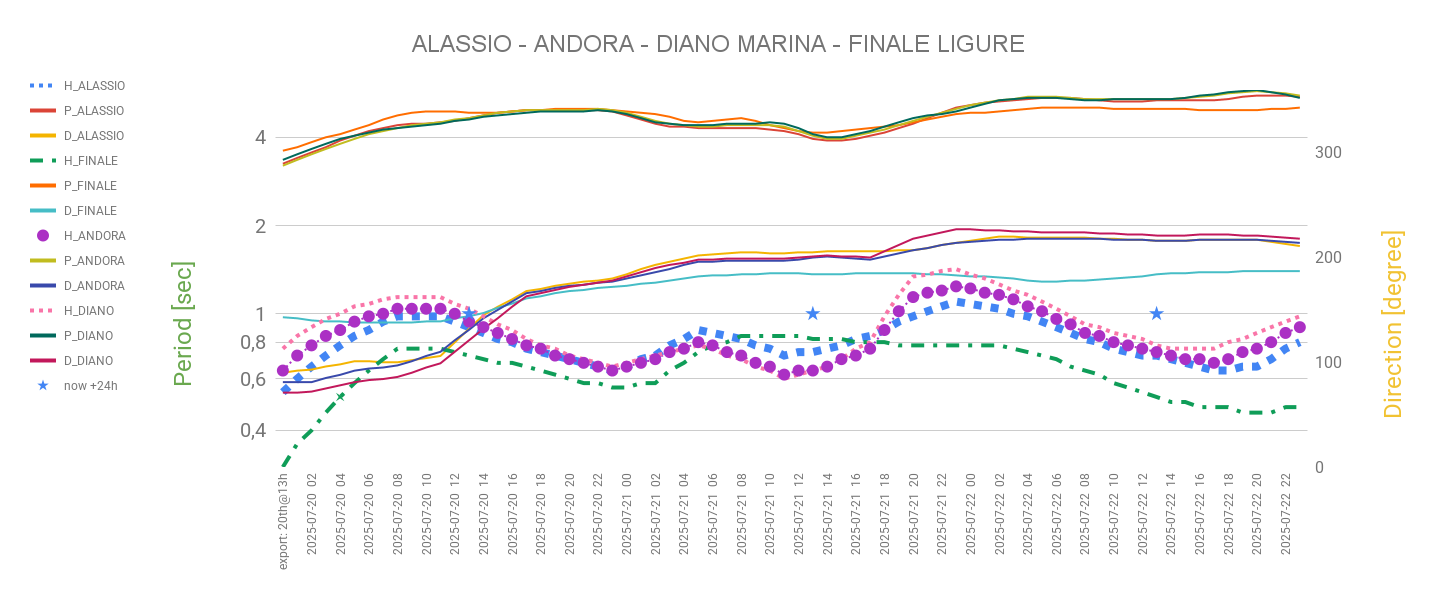 ALASSIO - ANDORA - DIANO MARINA - FINALE LIGURE
H_ALASSIO
P_ALASSIO
D_ALASSIO
H_FINALE
P_FINALE
D_FINALE
H_ANDORA
P_ANDORA
D_ANDORA
H_DIANO
P_DIANO
D_DIANO
now +24h
Period [sec]
4
2
1
0,8
0,6
0,4
300
200
100
0
Direction [degree]
export: 20th@13h
2025-07-20 02
2025-07-20 04
2025-07-20 06
2025-07-20 08
2025-07-20 10
2025-07-20 12
2025-07-20 14
2025-07-20 16
2025-07-20 18
2025-07-20 20
2025-07-20 22
2025-07-21 00
2025-07-21 02
2025-07-21 04
2025-07-21 06
2025-07-21 08
2025-07-21 10
2025-07-21 12
2025-07-21 14
2025-07-21 16
2025-07-21 18
2025-07-21 20
2025-07-21 22
2025-07-22 00
2025-07-22 02
2025-07-22 04
2025-07-22 06
2025-07-22 08
2025-07-22 10
2025-07-22 12
2025-07-22 14
2025-07-22 16
2025-07-22 18
2025-07-22 20
2025-07-22 22